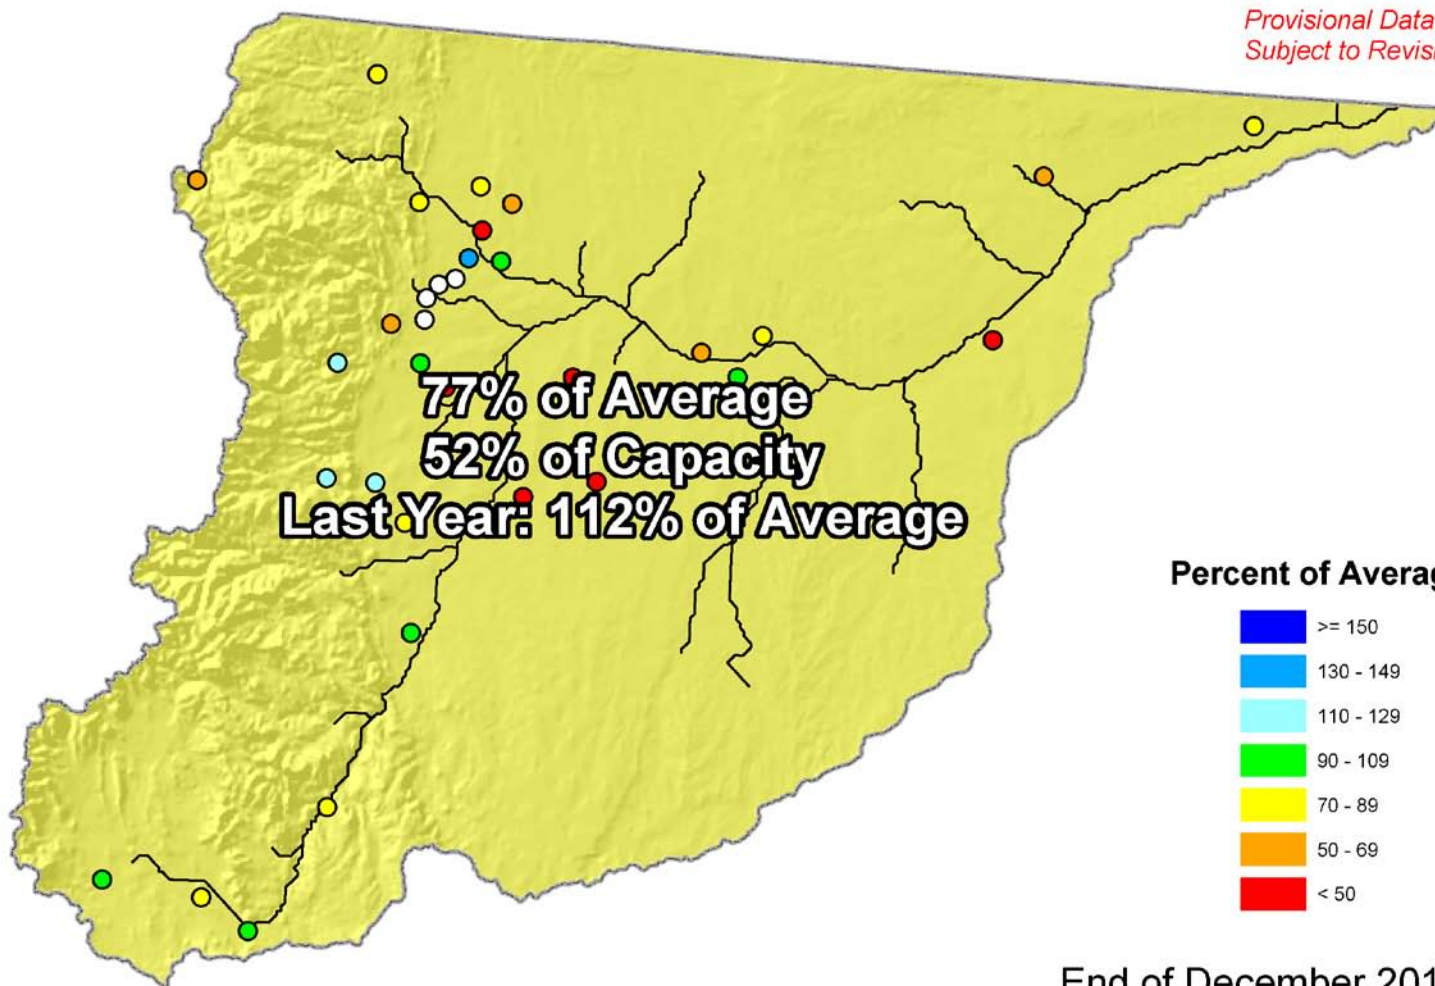 Provisional Data
Subject to Revis
77% of Average
52% of Capacity
Last Year: 112% of Average
Percent of Averag
>= 150
130 - 149
110 - 129
90 - 109
70 - 89
50 - 69
< 50
End of December 201